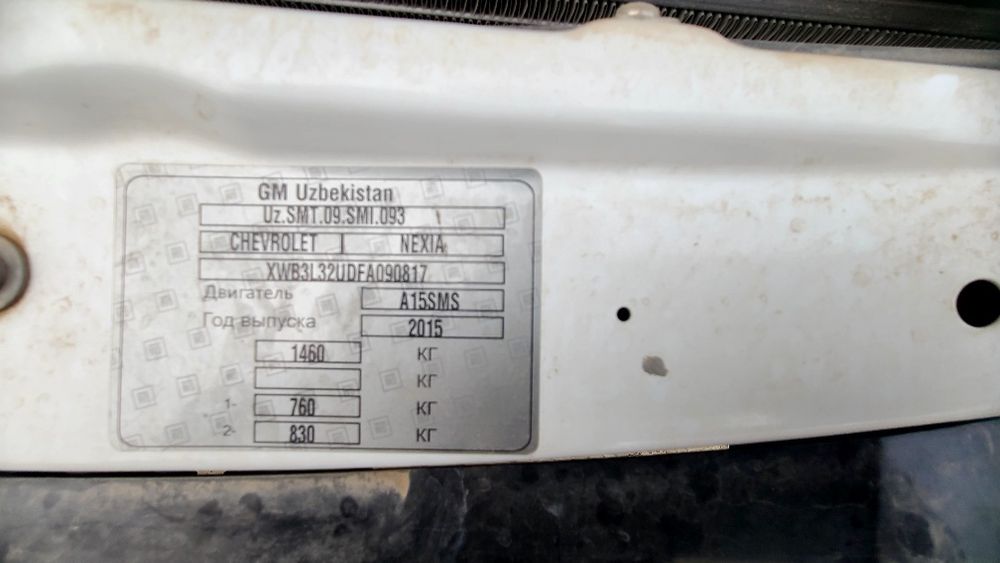 GM Uzbekistan
Uz.SMT.09.SMI.093
CHEVROLET NEXIA
XWB3L32UDFA090817
Двигатель A15SMS
Год выпуска 2015
1460 КГ
КГ
1- 760 КГ
2- 830 КГ